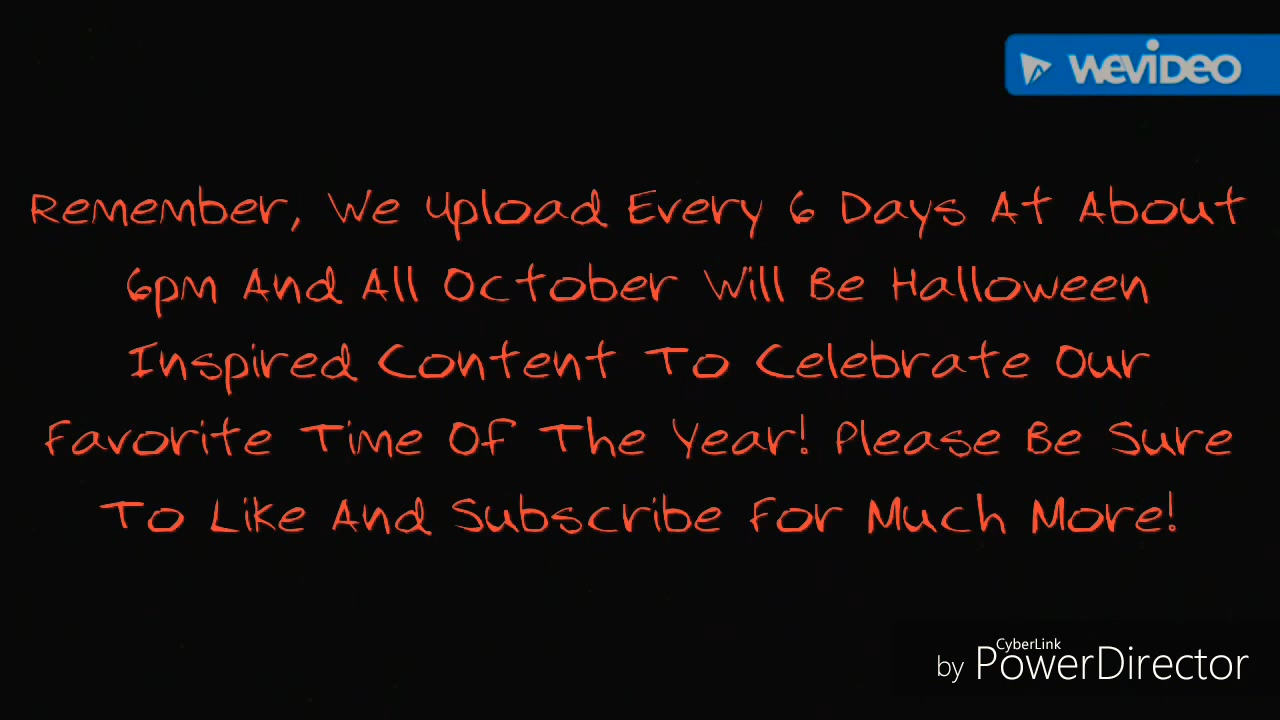 WEVIDEO
Remember, We Upload Every 6 Days At About
6pm And All October Will Be Halloween
Inspired Content To Celebrate Our
Favorite Time Of The Year! Please Be Sure
To Like And Subscribe For Much More!
CyberLink
by PowerDirector